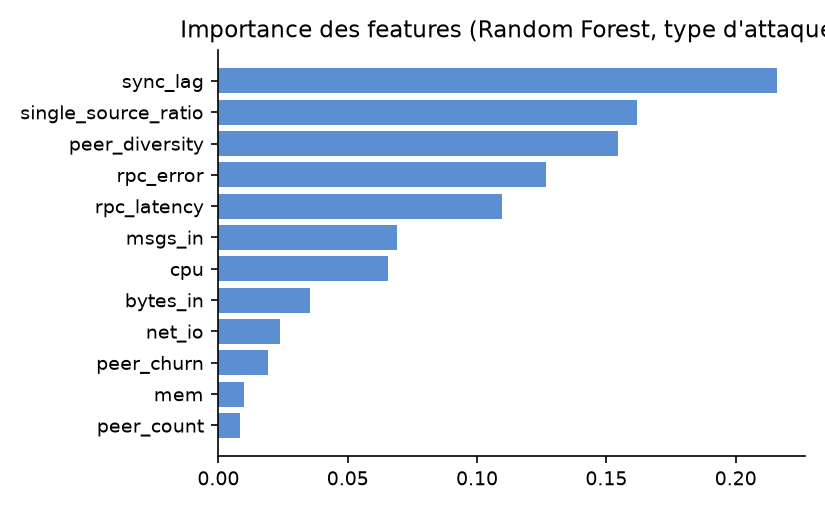 Importance des features (Random Forest, type d'attaque
sync_lag
single_source_ratio
peer_diversity
rpc_error
rpc_latency
msgs_in
cpu
bytes_in
net_io
peer_churn
mem
peer_count
0.00 0.05 0.10 0.15 0.20